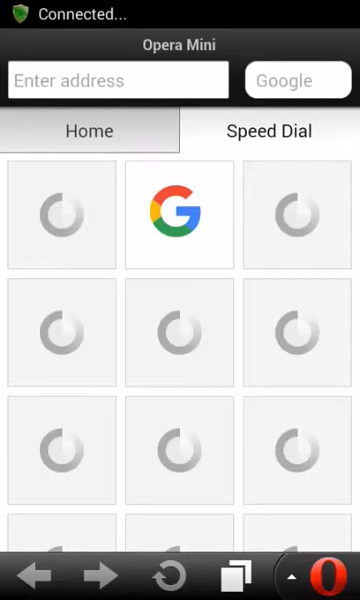 Connected...
Opera Mini
Enter address
Google
Home
Speed Dial